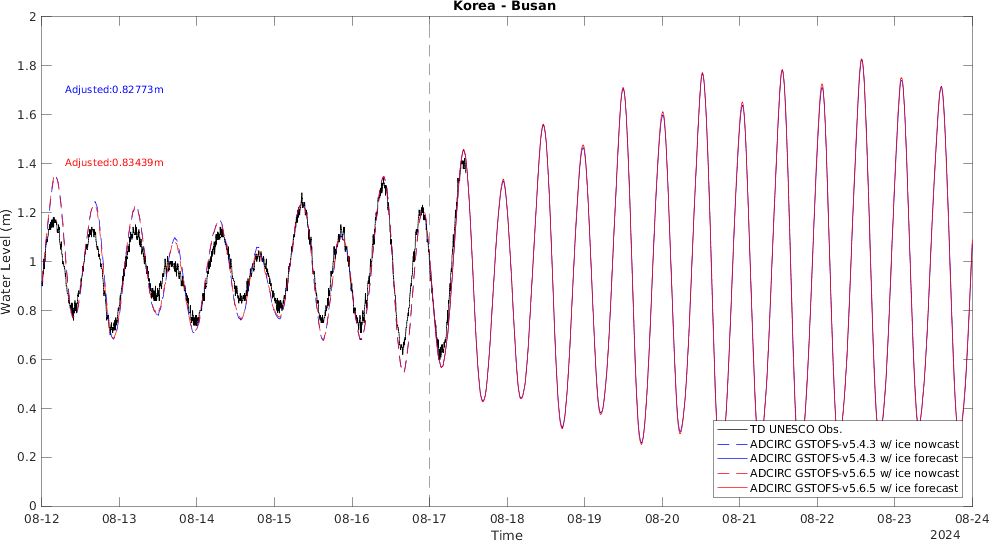 Korea - Busan
2
1.8
1.6
1.4
1.2
1
0.8
0.6
0.4
0.2
0
Water Level (m)
Adjusted:0.82773m
Adjusted:0.83439m
TD UNESCO Obs.
ADCIRC GSTOFS-v5.4.3 w/ ice nowcast
ADCIRC GSTOFS-v5.4.3 w/ ice forecast
ADCIRC GSTOFS-v5.6.5 w/ ice nowcast
ADCIRC GSTOFS-v5.6.5 w/ ice forecast
08-12 08-13 08-14 08-15 08-16 08-17 08-18 08-19 08-20 08-21 08-22 08-23 08-24
Time
2024